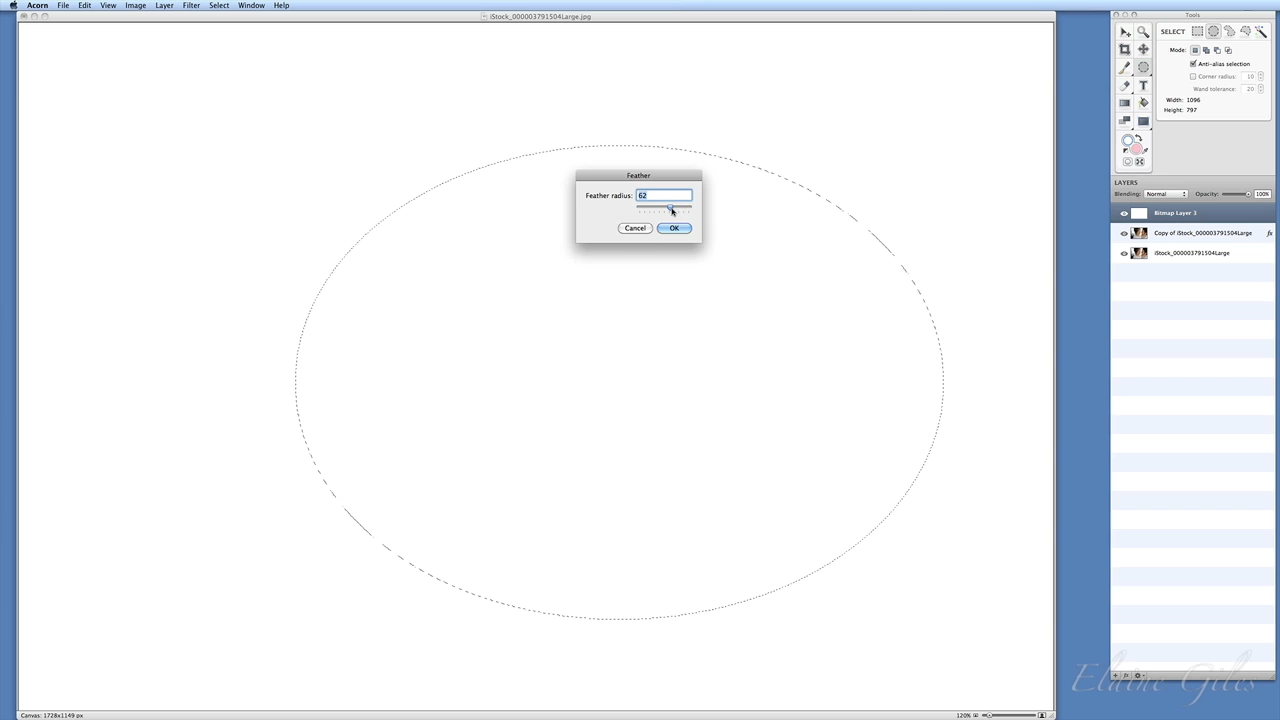 Acorn File Edit View Image Layer Filter Select Window Help
iStock_000003791504Large.jpg
Tools
SELECT
Mode:
Anti-alias selection
Corner radius: 10
Wand tolerance: 20
Width: 1096
Height: 797
T
Feather
Feather radius: 62
Cancel OK
LAYERS
Blending: Normal Opacity: 100%
Bitmap Layer 3
Copy of iStock_000003791504Large fx
iStock_000003791504Large
Elaine Giles
Canvas: 1728x1149 px
120%